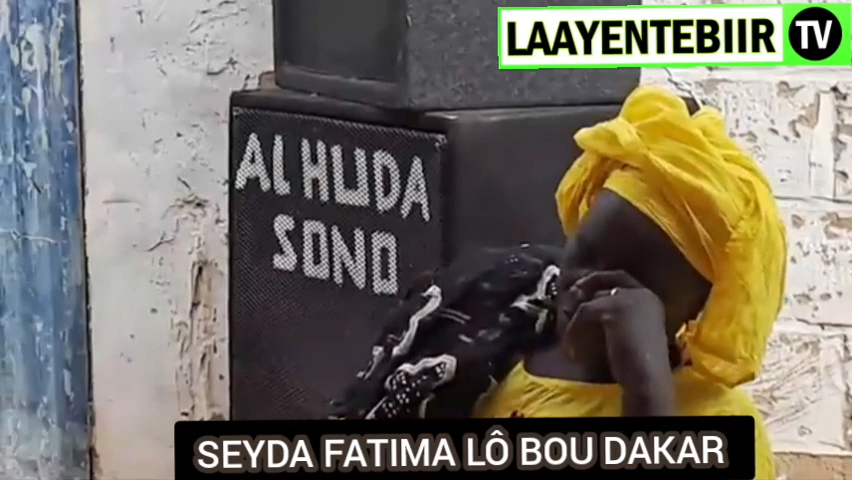 LAAYENTEBIIR TV
AL HUDA
SONO
SEYDA FATIMA LÔ BOU DAKAR